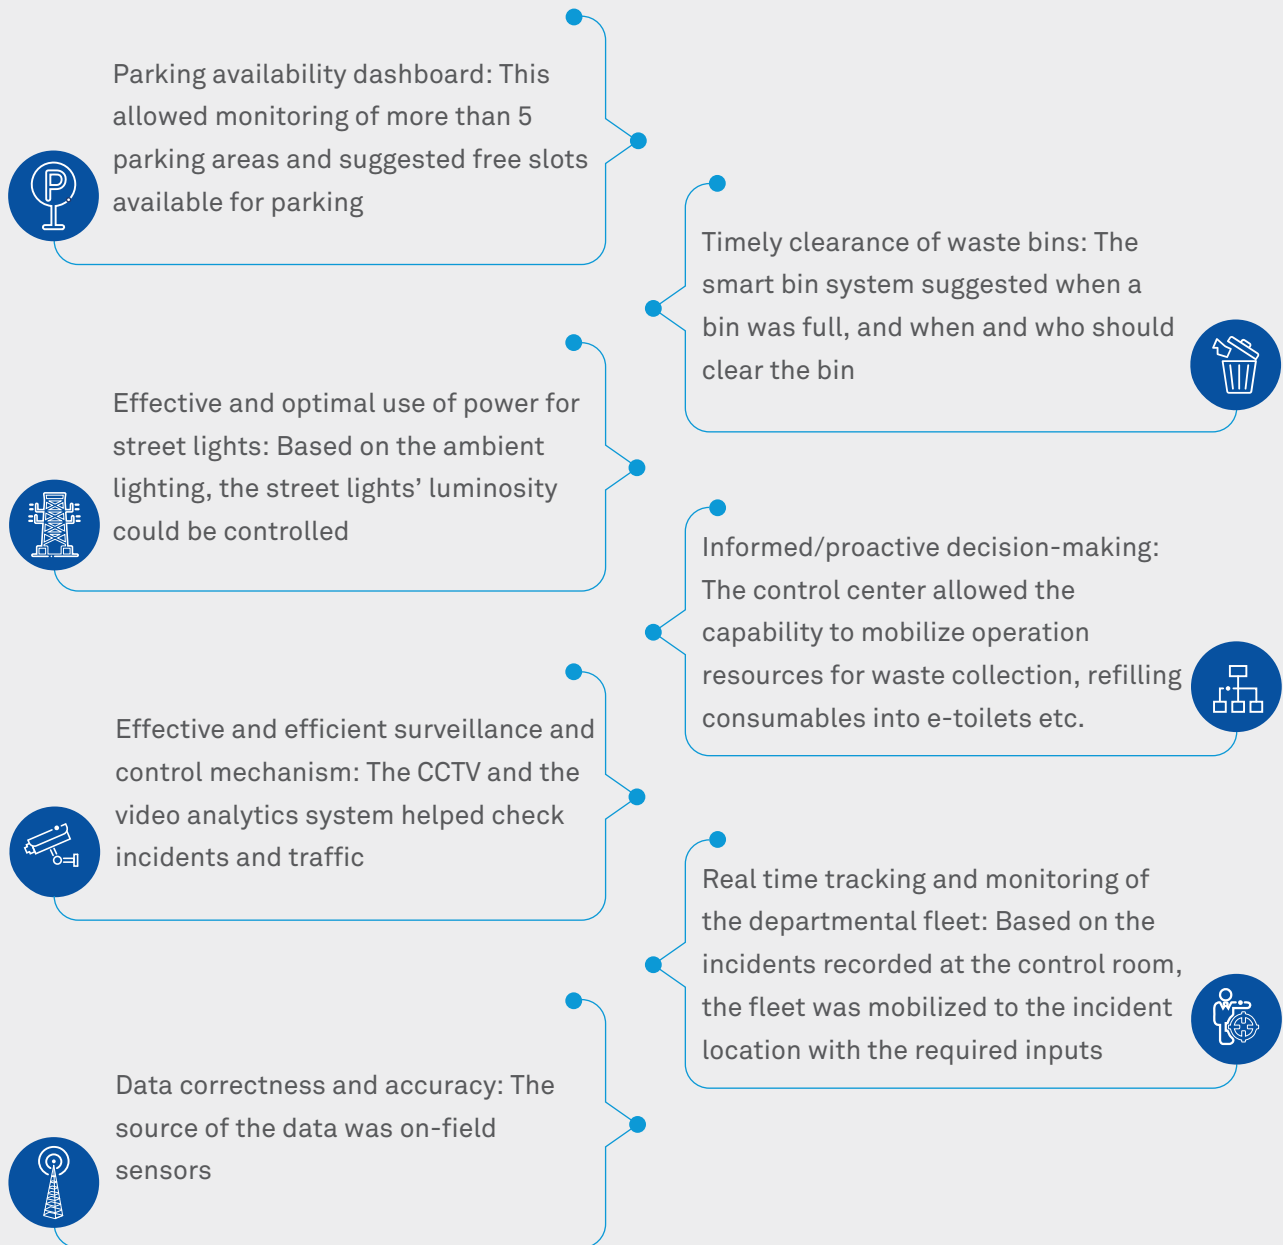 Parking availability dashboard: This
allowed monitoring of more than 5
parking areas and suggested free slots
available for parking
P
Timely clearance of waste bins: The
smart bin system suggested when a
bin was full, and when and who should
clear the bin
Effective and optimal use of power for
street lights: Based on the ambient
lighting, the street lights’ luminosity
could be controlled
Informed/proactive decision-making:
The control center allowed the
capability to mobilize operation
resources for waste collection, refilling
consumables into e-toilets etc.
Effective and efficient surveillance and
control mechanism: The CCTV and the
video analytics system helped check
incidents and traffic
Real time tracking and monitoring of
the departmental fleet: Based on the
incidents recorded at the control room,
the fleet was mobilized to the incident
location with the required inputs
Data correctness and accuracy: The
source of the data was on-field
sensors